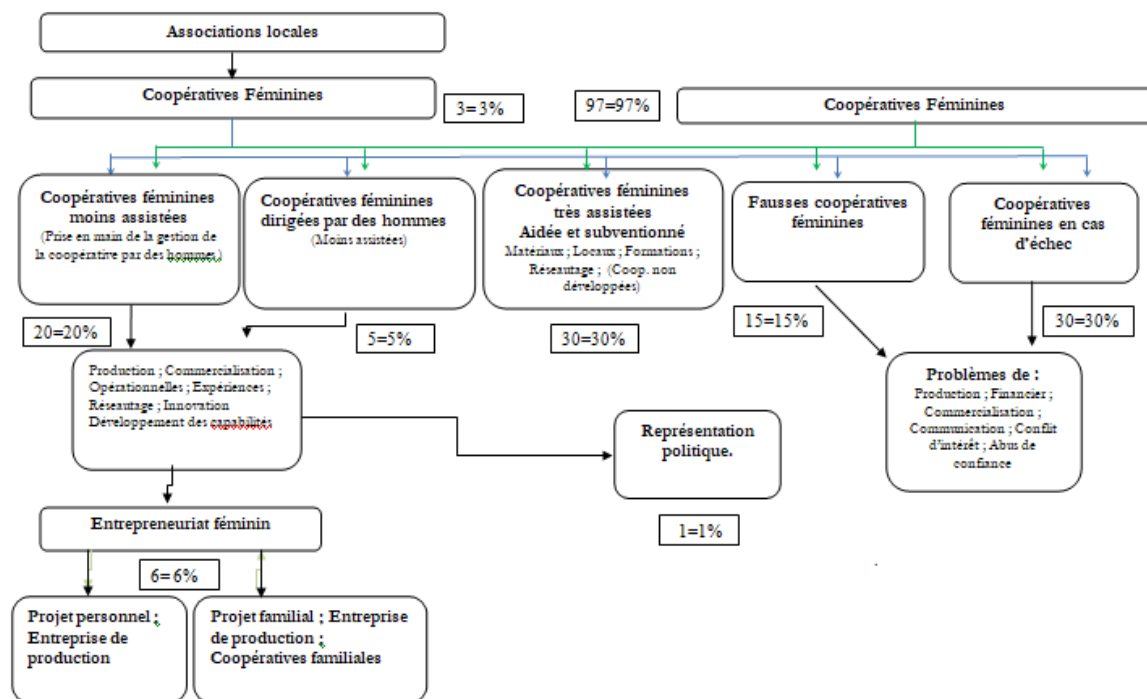 Associations locales
Coopératives Féminines
3=3%
97=97%
Coopératives Féminines
Coopératives féminines
moins assistées
(Prise en main de la gestion de
la coopérative par des hommes.)
Coopératives féminines
dirigées par des hommes
(Moins assistées)
Coopératives féminines
très assistées
Aidée et subventionné
Matériaux ; Locaux ; Formations ;
Réseautage ; (Coop. non
développées)
Fausses coopératives
féminines
Coopératives
féminines en cas
d'échec
20=20%
5=5%
30=30%
15=15%
30=30%
Production ; Commercialisation ;
Opérationnelles ; Expériences ;
Réseautage ; Innovation
Développement des capabilités
Représentation
politique.
Problèmes de :
Production ; Financier ;
Commercialisation ;
Communication ; Conflit
d'intérêt ; Abus de
confiance
1=1%
Entrepreneuriat féminin
6=6%
Projet personnel ;
Entreprise de
production
Projet familial ; Entreprise
de production ;
Coopératives familiales